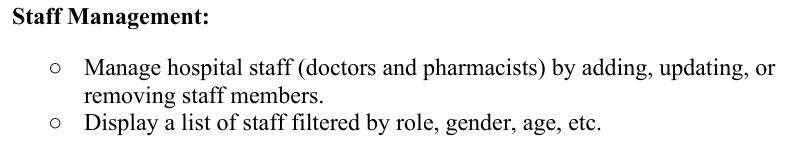 Staff Management:
○ Manage hospital staff (doctors and pharmacists) by adding, updating, or
removing staff members.
○ Display a list of staff filtered by role, gender, age, etc.